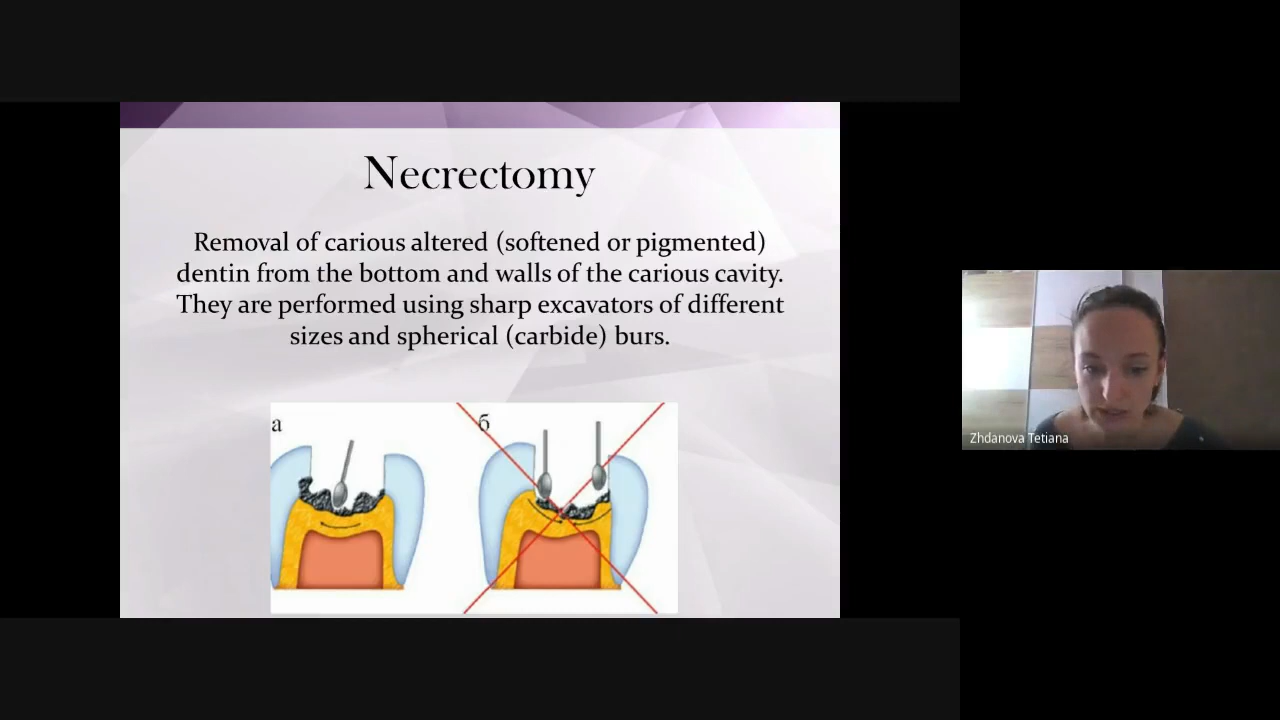 Necrectomy
Removal of carious altered (softened or pigmented)
dentin from the bottom and walls of the carious cavity.
They are performed using sharp excavators of different
sizes and spherical (carbide) burs.
а
б
Zhdanova Tetiana